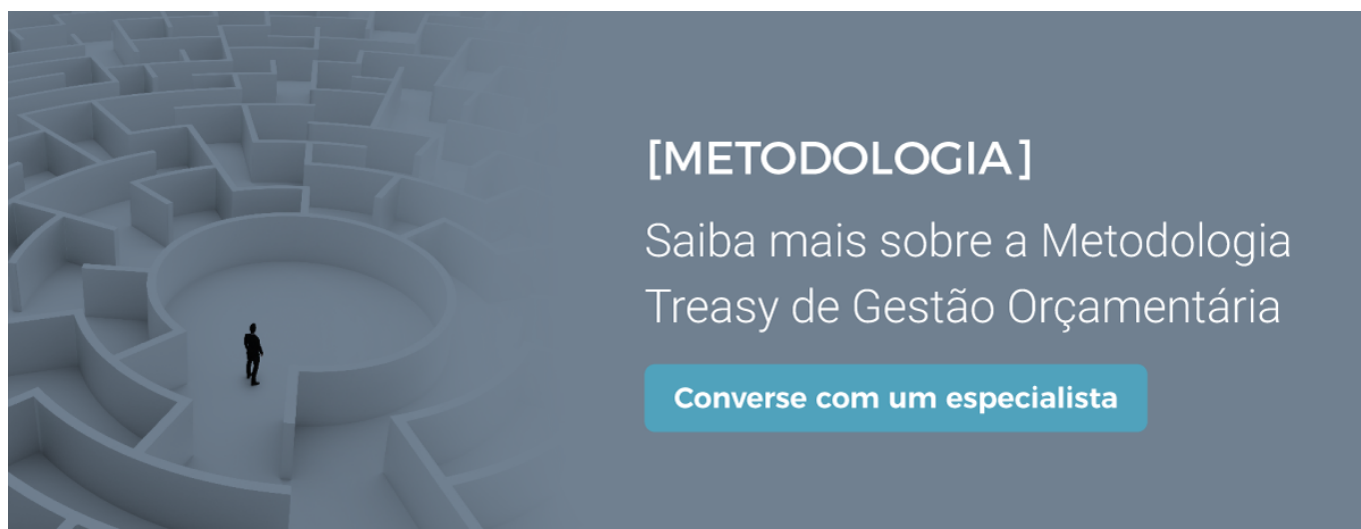 [METODOLOGIA]
Saiba mais sobre a Metodologia
Treasy de Gestão Orçamentária
Converse com um especialista